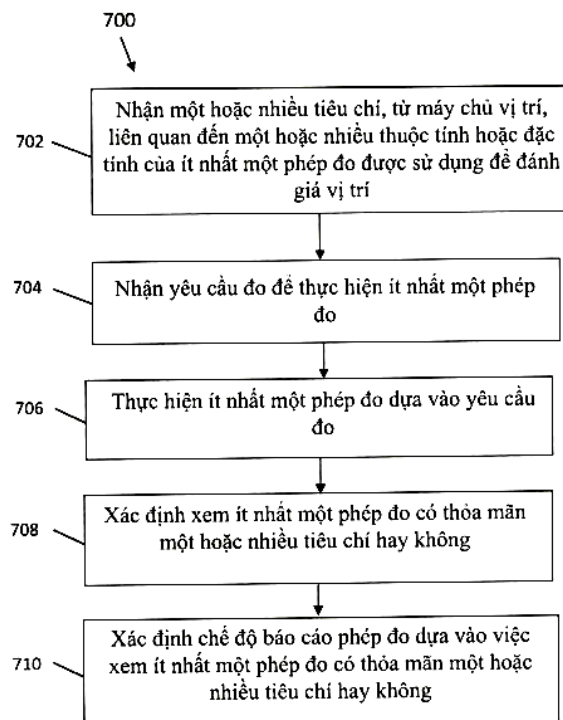 700
702
Nhận một hoặc nhiều tiêu chí, từ máy chủ vị trí,
liên quan đến một hoặc nhiều thuộc tính hoặc đặc
tính của ít nhất một phép đo được sử dụng để đánh
giá vị trí
704
Nhận yêu cầu đo để thực hiện ít nhất một phép
đo
706
Thực hiện ít nhất một phép đo dựa vào yêu cầu
đo
708
Xác định xem ít nhất một phép đo có thỏa mãn
một hoặc nhiều tiêu chí hay không
710
Xác định chế độ báo cáo phép đo dựa vào việc
xem ít nhất một phép đo có thỏa mãn một hoặc
nhiều tiêu chí hay không